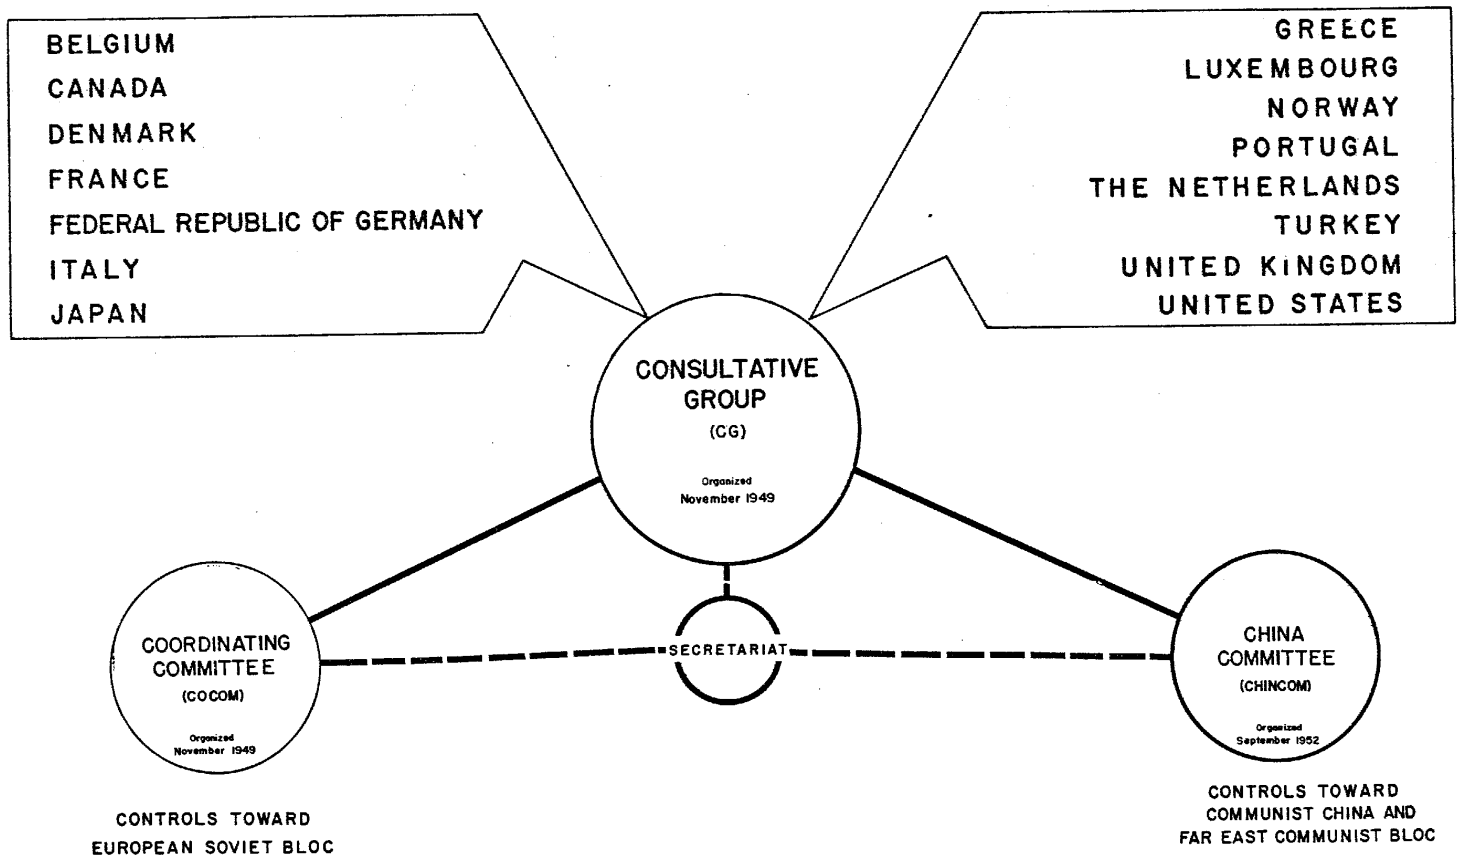 BELGIUM
CANADA
DENMARK
FRANCE
FEDERAL REPUBLIC OF GERMANY
ITALY
JAPAN
GREECE
LUXEMBOURG
NORWAY
PORTUGAL
THE NETHERLANDS
TURKEY
UNITED KINGDOM
UNITED STATES
CONSULTATIVE
GROUP
(CG)
Organized
November 1949
SECRETARIAT
COORDINATING
COMMITTEE
(COCOM)
Organized
November 1949
CONTROLS TOWARD
EUROPEAN SOVIET BLOC
CHINA
COMMITTEE
(CHINCOM)
Organized
September 1952
CONTROLS TOWARD
COMMUNIST CHINA AND
FAR EAST COMMUNIST BLOC